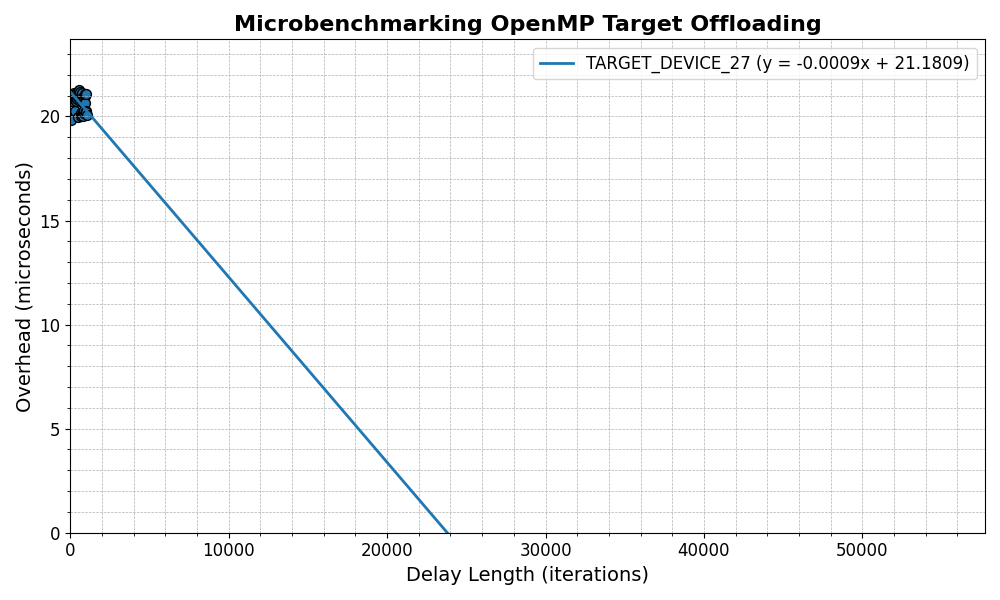 Microbenchmarking OpenMP Target Offloading
TARGET_DEVICE_27 (y = -0.0009x + 21.1809)
Overhead (microseconds)
20
15
10
5
0
0 10000 20000 30000 40000 50000
Delay Length (iterations)